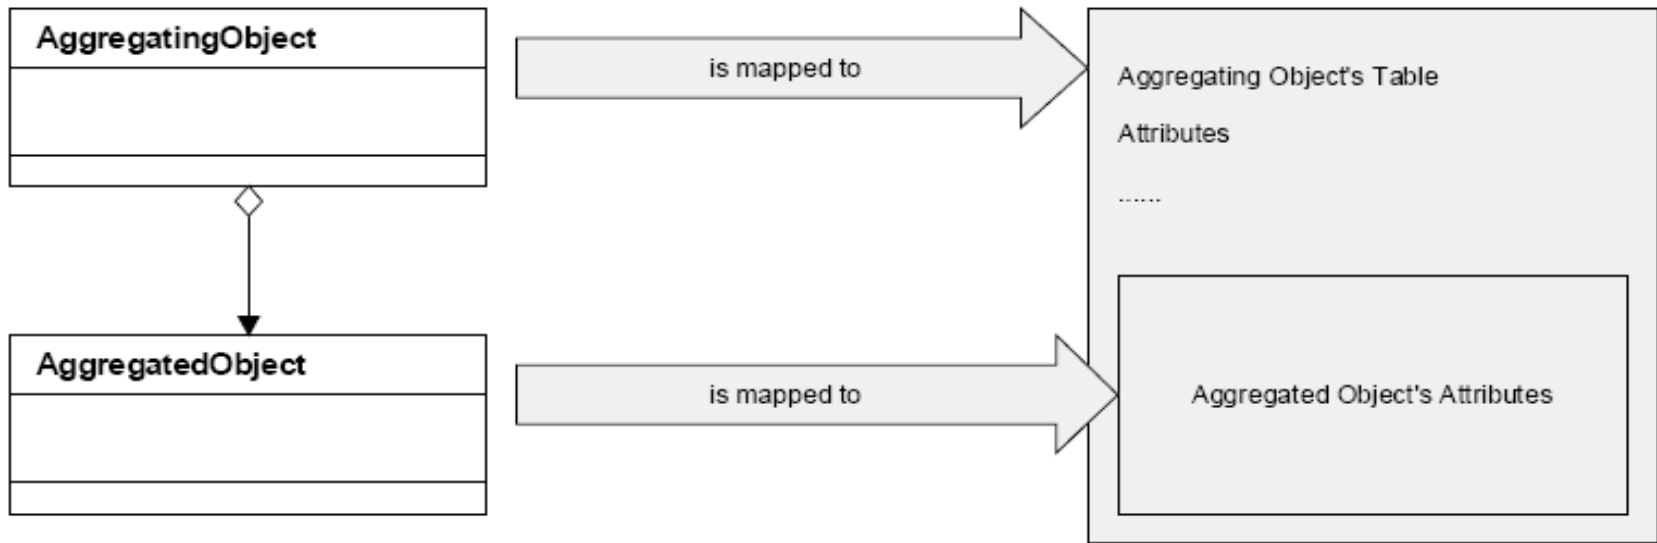 AggregatingObject
is mapped to
Aggregating Object's Table
Attributes
......
AggregatedObject
is mapped to
Aggregated Object's Attributes